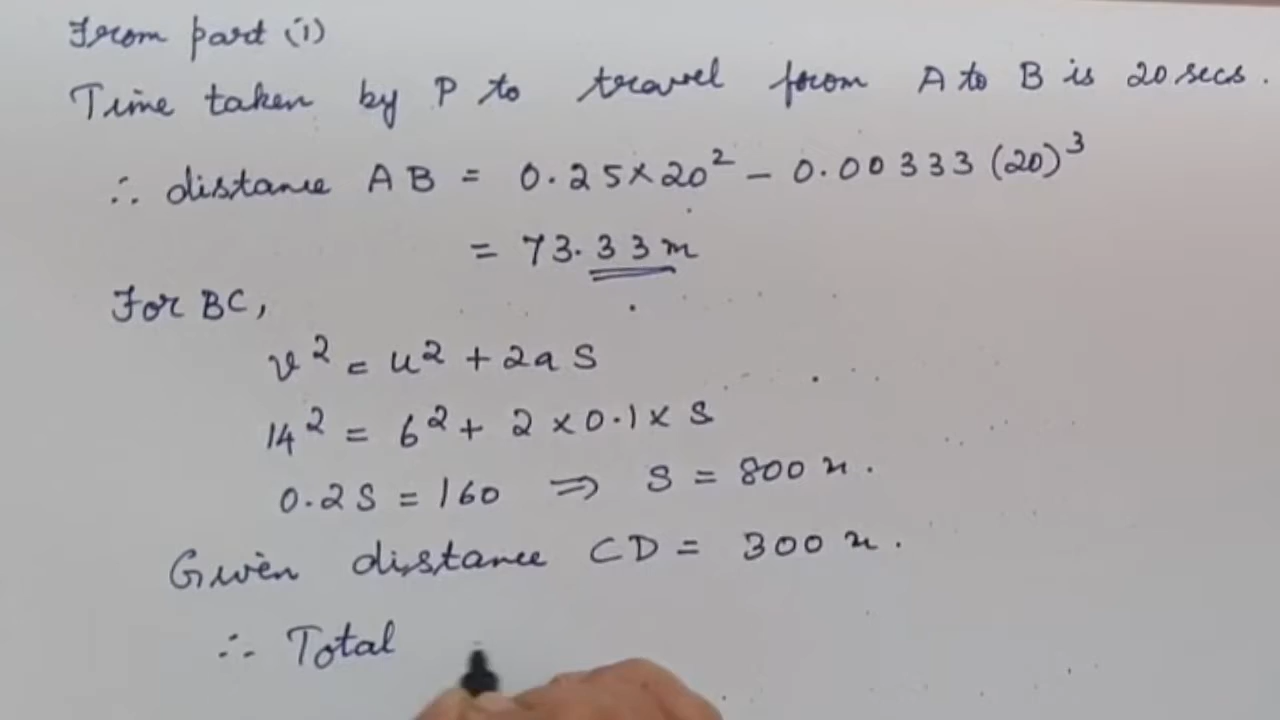 From part (i)
Time taken by P to travel from A to B is 20 secs.
∴ distance AB = 0.25×20² − 0.00333 (20)³
= 73.33 m
For BC,
v² = u² + 2aS
14² = 6² + 2 × 0.1 × S
0.2S = 160 ⇒ S = 800 m.
Given distance CD = 300 m.
∴ Total